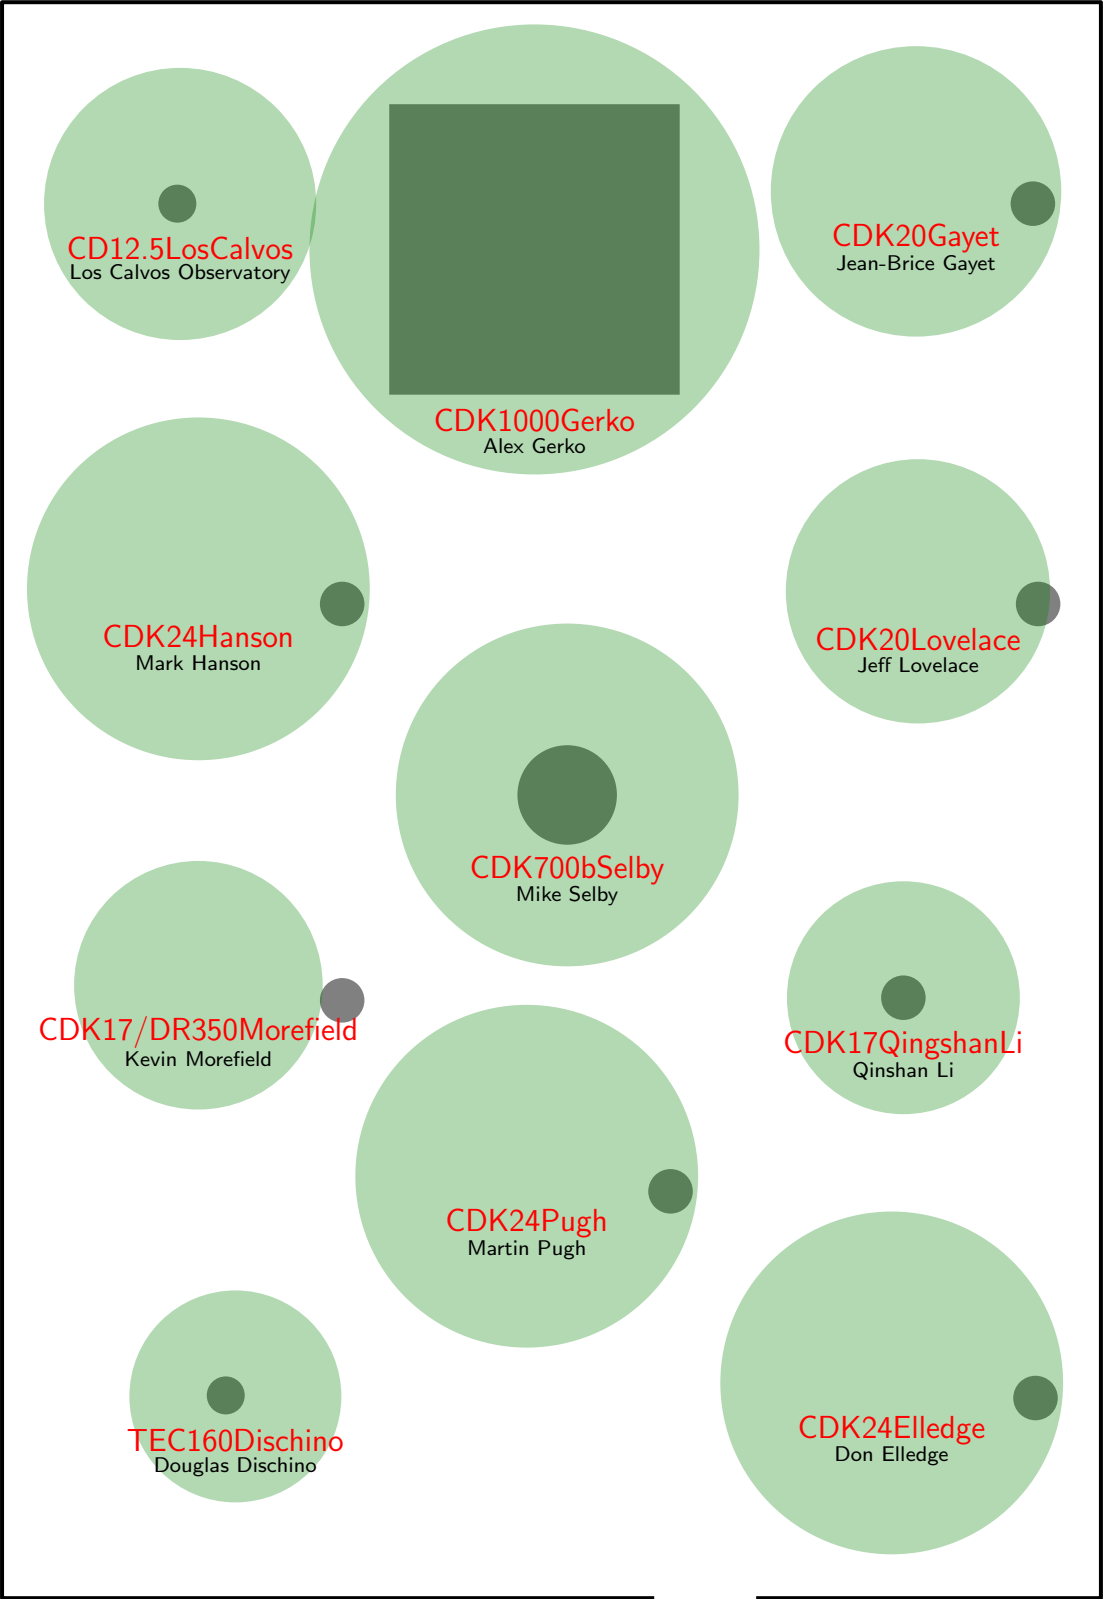 CD12.5LosCalvos
Los Calvos Observatory
CDK20Gayet
Jean-Brice Gayet
CDK1000Gerko
Alex Gerko
CDK24Hanson
Mark Hanson
CDK20Lovelace
Jeff Lovelace
CDK700bSelby
Mike Selby
CDK17/DR350Morefield
Kevin Morefield
CDK17QingshanLi
Qinshan Li
CDK24Pugh
Martin Pugh
TEC160Dischino
Douglas Dischino
CDK24Elledge
Don Elledge